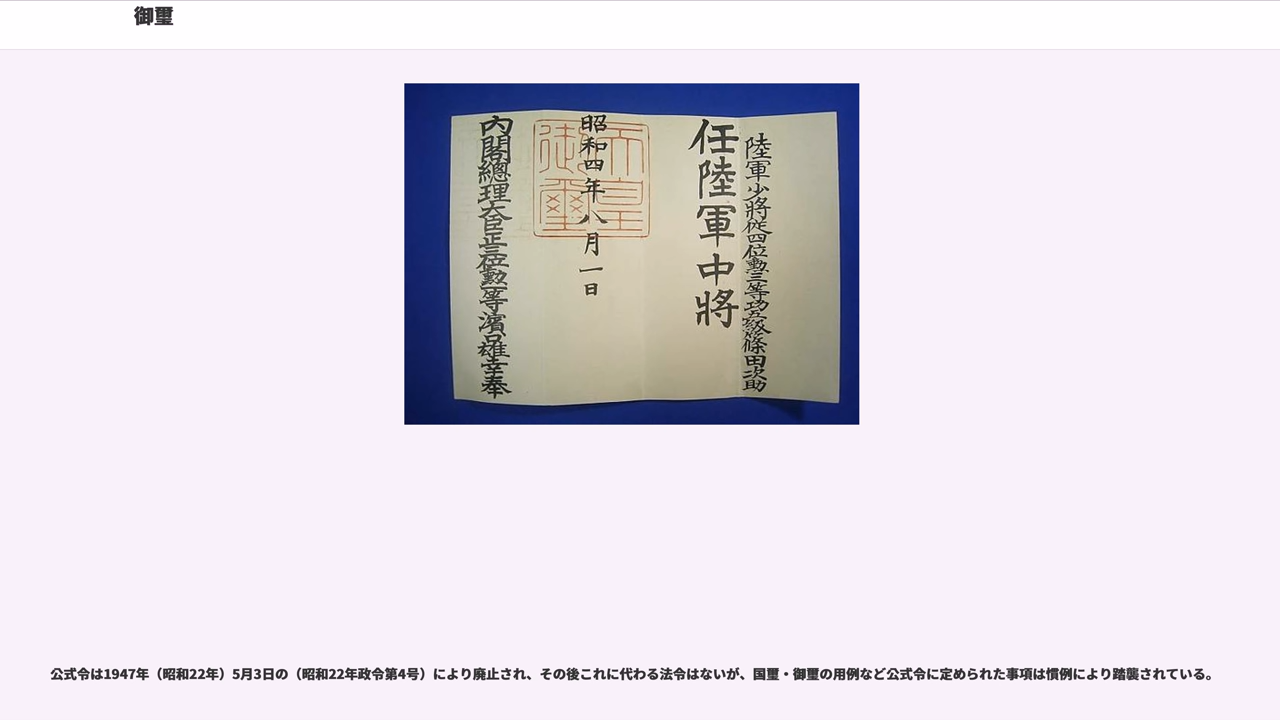 御璽
陸軍少將從四位勳三等功五級篠田次助
任陸軍中將
昭和四年八月一日
天皇
御璽
內閣總理大臣正三位勳一等濱口雄幸奉
公式令は1947年（昭和22年）5月3日の（昭和22年政令第4号）により廃止され、その後これに代わる法令はないが、国璽・御璽の用例など公式令に定められた事項は慣例により踏襲されている。